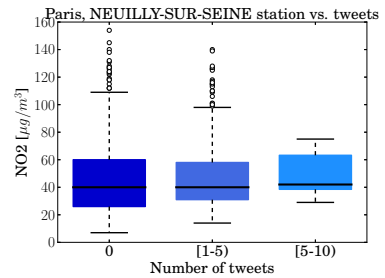 Paris, NEUILLY-SUR-SEINE station vs. tweets
160
140
120
100
80
60
40
20
0
NO2 [μg/m³]
0 [1-5) [5-10)
Number of tweets